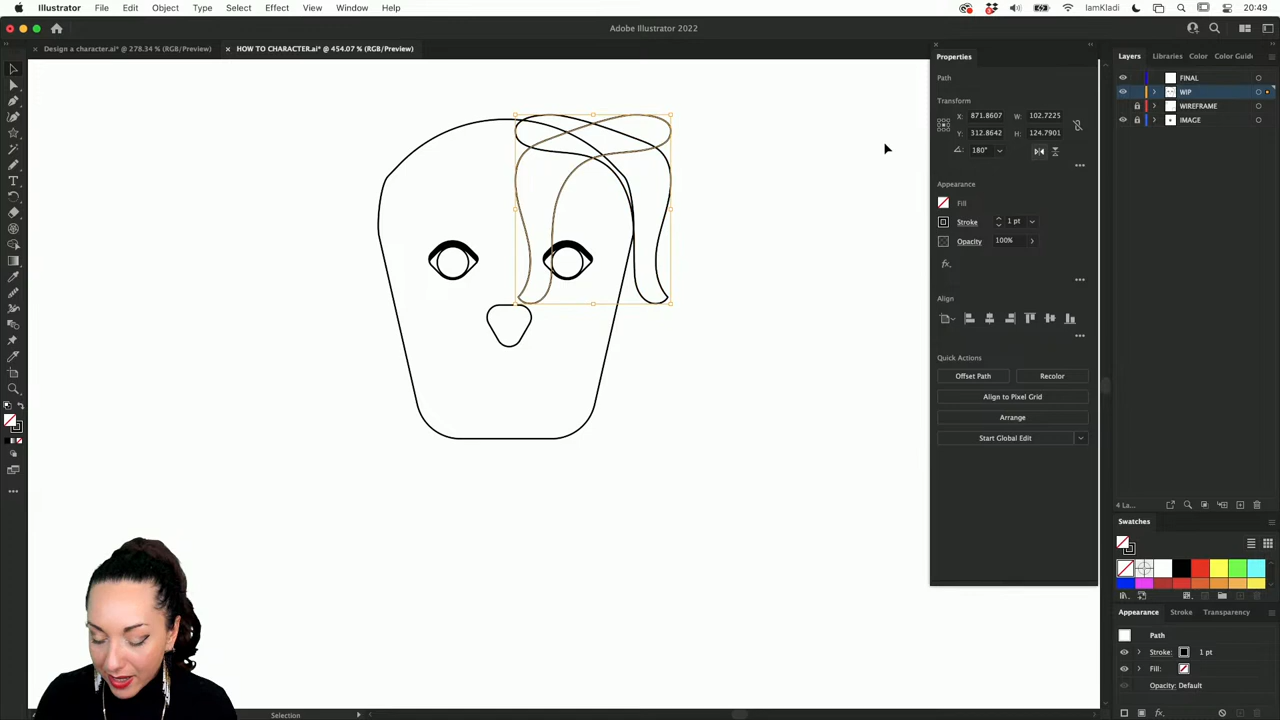 Illustrator File Edit Object Type Select Effect View Window Help IamKladi 20:49
Adobe Illustrator 2022
Design a character.ai* @ 278.34 % (RGB/Preview) HOW TO CHARACTER.ai* @ 454.07 % (RGB/Preview)
Properties
Path
Transform
X: 871.8607 W: 102.7225
Y: 312.8642 H: 124.7901
180°
Appearance
Fill
Stroke 1 pt
Opacity 100%
Align
Quick Actions
Offset Path Recolor
Align to Pixel Grid
Arrange
Start Global Edit
Layers Libraries Color Color Guide
FINAL
WIP
WIREFRAME
IMAGE
4 La...
Swatches
Appearance Stroke Transparency
Path
Stroke: 1 pt
Fill:
Opacity: Default
Selection